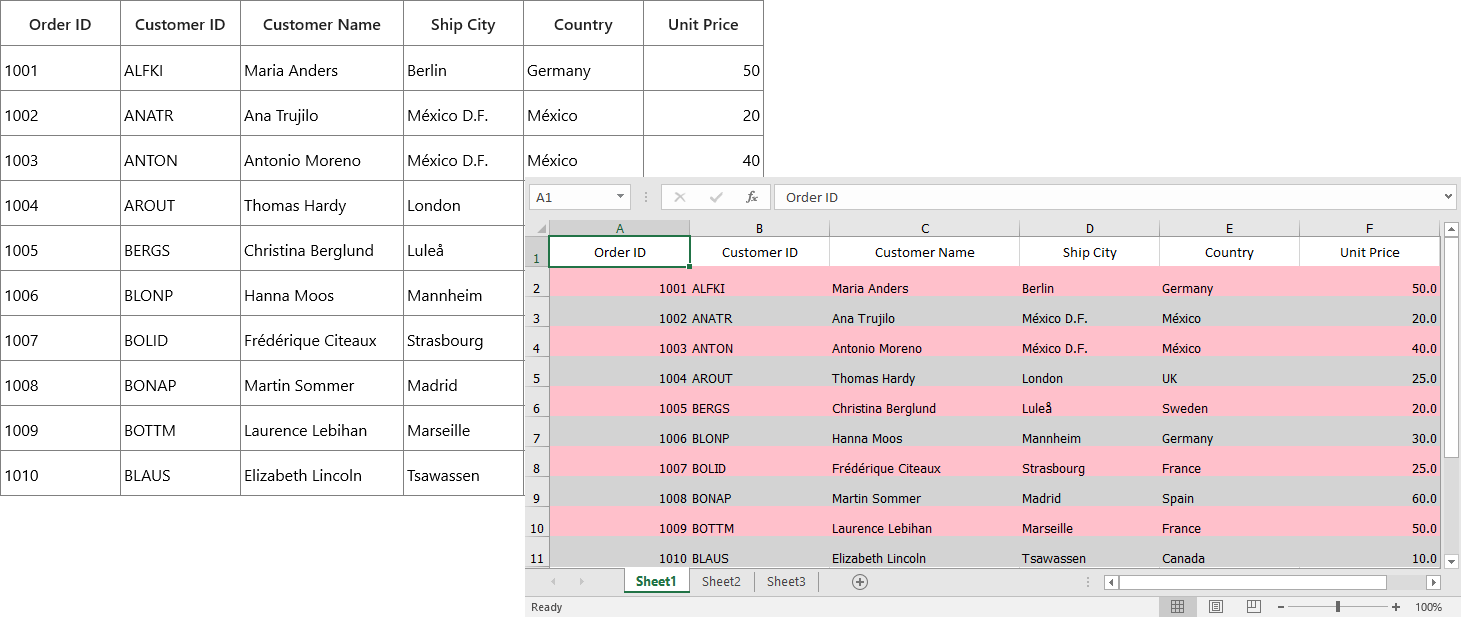 Order ID Customer ID Customer Name Ship City Country Unit Price
1001 ALFKI Maria Anders Berlin Germany 50
1002 ANATR Ana Trujilo México D.F. México 20
1003 ANTON Antonio Moreno México D.F. México 40
1004 AROUT Thomas Hardy London
1005 BERGS Christina Berglund Luleå
1006 BLONP Hanna Moos Mannheim
1007 BOLID Frédérique Citeaux Strasbourg
1008 BONAP Martin Sommer Madrid
1009 BOTTM Laurence Lebihan Marseille
1010 BLAUS Elizabeth Lincoln Tsawassen
A1 fx Order ID
A B C D E F
1 Order ID Customer ID Customer Name Ship City Country Unit Price
2 1001 ALFKI Maria Anders Berlin Germany 50.0
3 1002 ANATR Ana Trujilo México D.F. México 20.0
4 1003 ANTON Antonio Moreno México D.F. México 40.0
5 1004 AROUT Thomas Hardy London UK 25.0
6 1005 BERGS Christina Berglund Luleå Sweden 20.0
7 1006 BLONP Hanna Moos Mannheim Germany 30.0
8 1007 BOLID Frédérique Citeaux Strasbourg France 25.0
9 1008 BONAP Martin Sommer Madrid Spain 60.0
10 1009 BOTTM Laurence Lebihan Marseille France 50.0
11 1010 BLAUS Elizabeth Lincoln Tsawassen Canada 10.0
Sheet1 Sheet2 Sheet3
Ready 100%